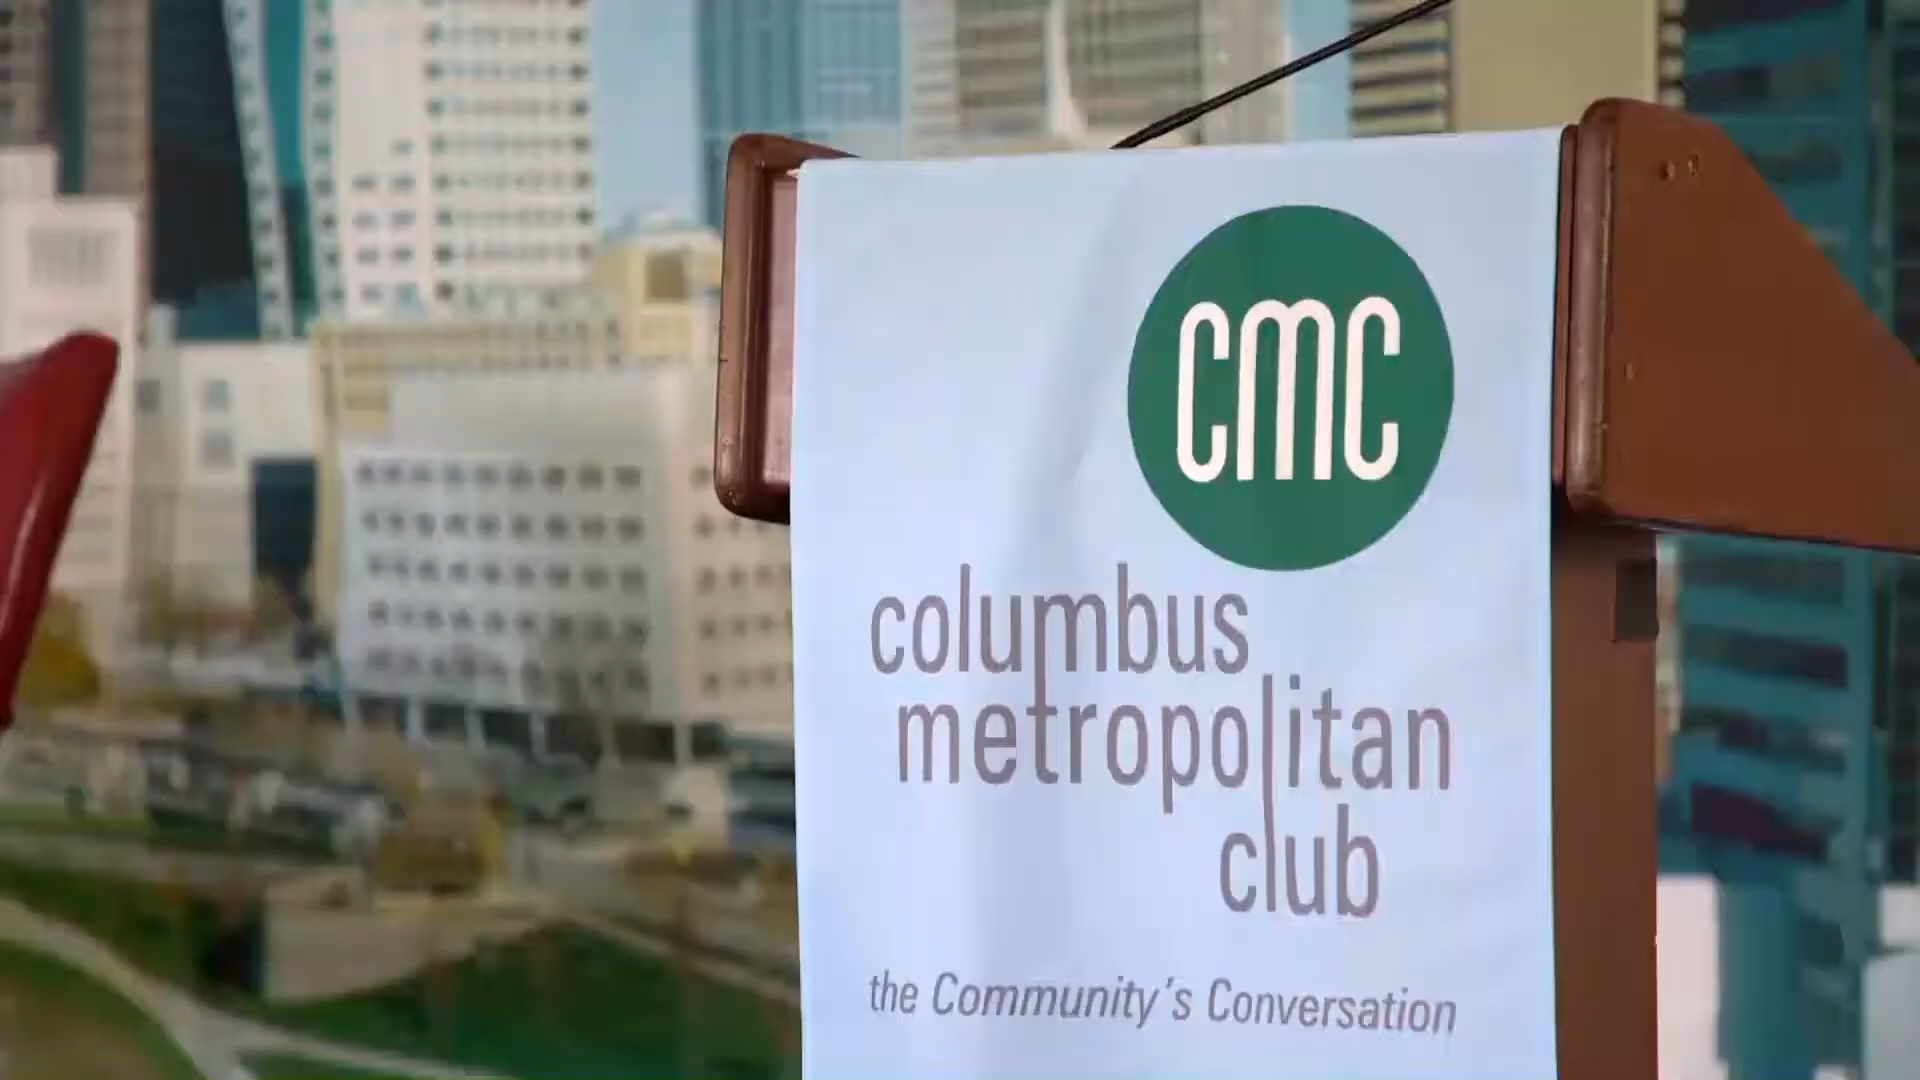 cmc
columbus
metropolitan
club
the Community's Conversation